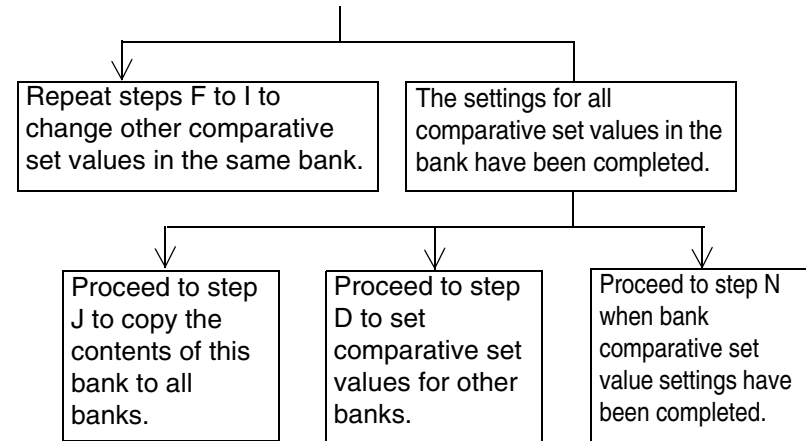 Repeat steps F to I to
change other comparative
set values in the same bank.
The settings for all
comparative set values in the
bank have been completed.
Proceed to step
J to copy the
contents of this
bank to all
banks.
Proceed to step
D to set
comparative set
values for other
banks.
Proceed to step N
when bank
comparative set
value settings have
been completed.